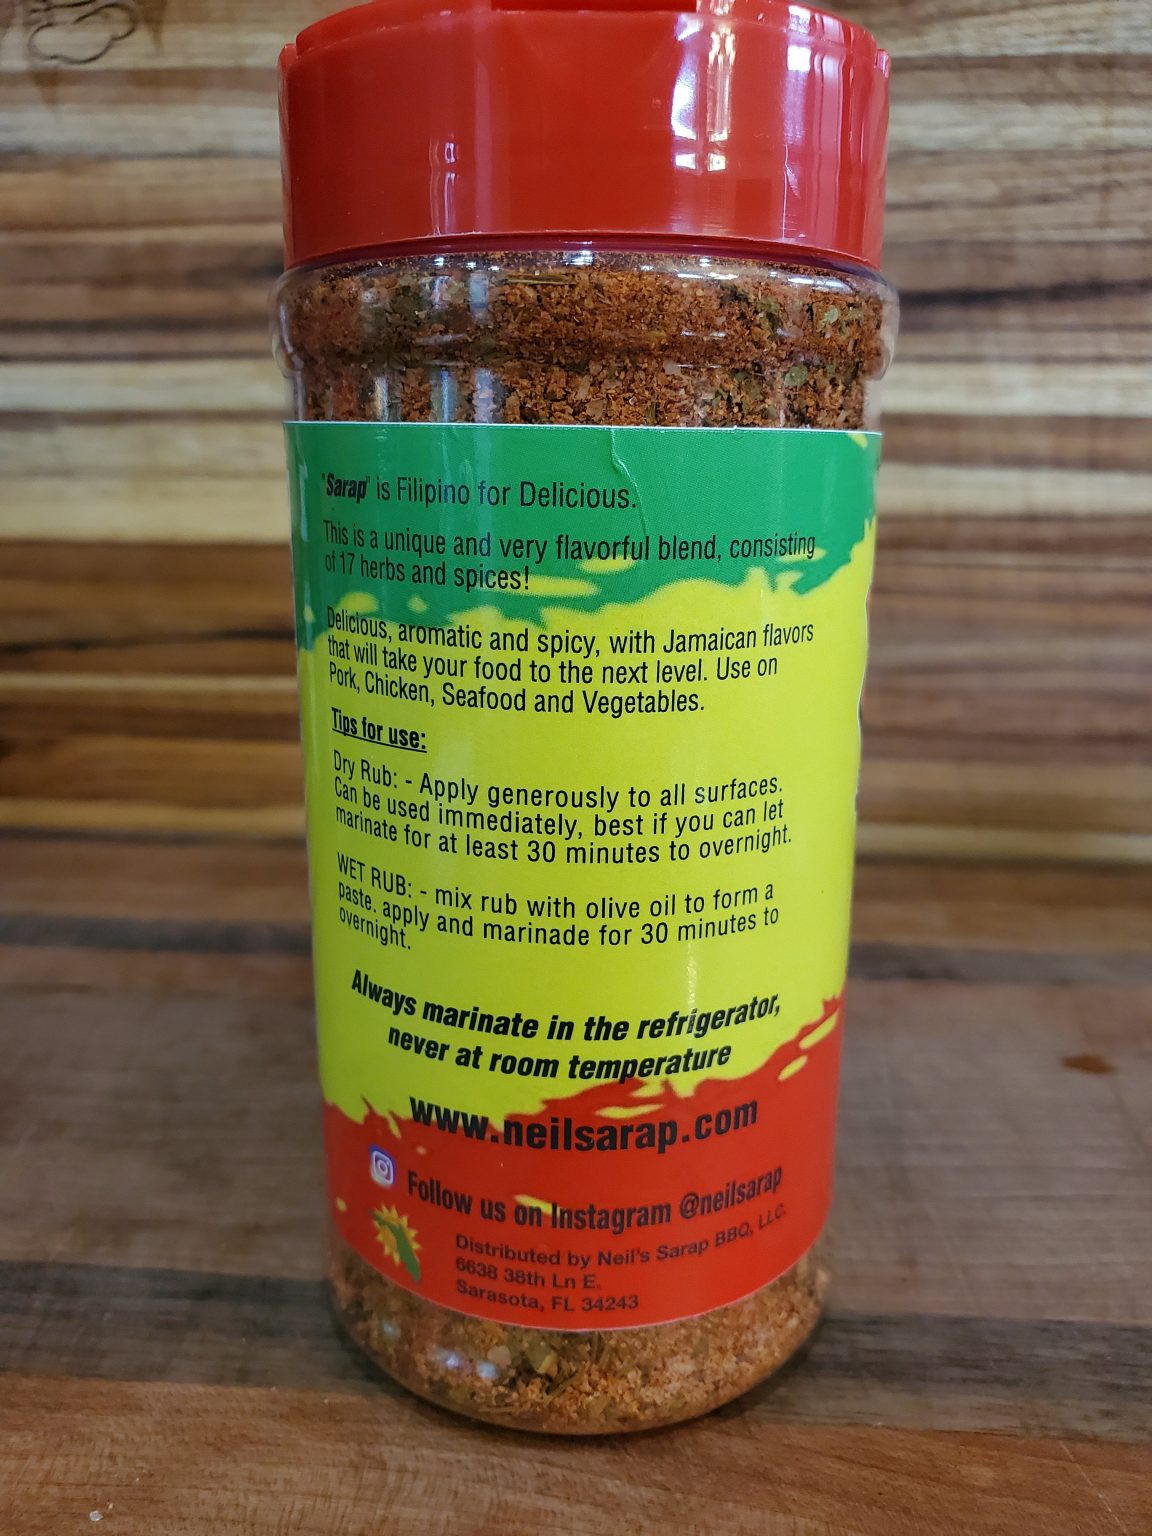 "Sarap" is Filipino for Delicious.
This is a unique and very flavorful blend, consisting
of 17 herbs and spices!
Delicious, aromatic and spicy, with Jamaican flavors
that will take your food to the next level. Use on
Pork, Chicken, Seafood and Vegetables.
Tips for use:
Dry Rub: - Apply generously to all surfaces.
Can be used immediately, best if you can let
marinate for at least 30 minutes to overnight.
WET RUB: - mix rub with olive oil to form a
paste. apply and marinade for 30 minutes to
overnight.
Always marinate in the refrigerator,
never at room temperature
www.neilsarap.com
Follow us on Instagram @neilsarap
Distributed by Neil's Sarap BBQ, LLC.
6638 38th Ln E.
Sarasota, FL 34243